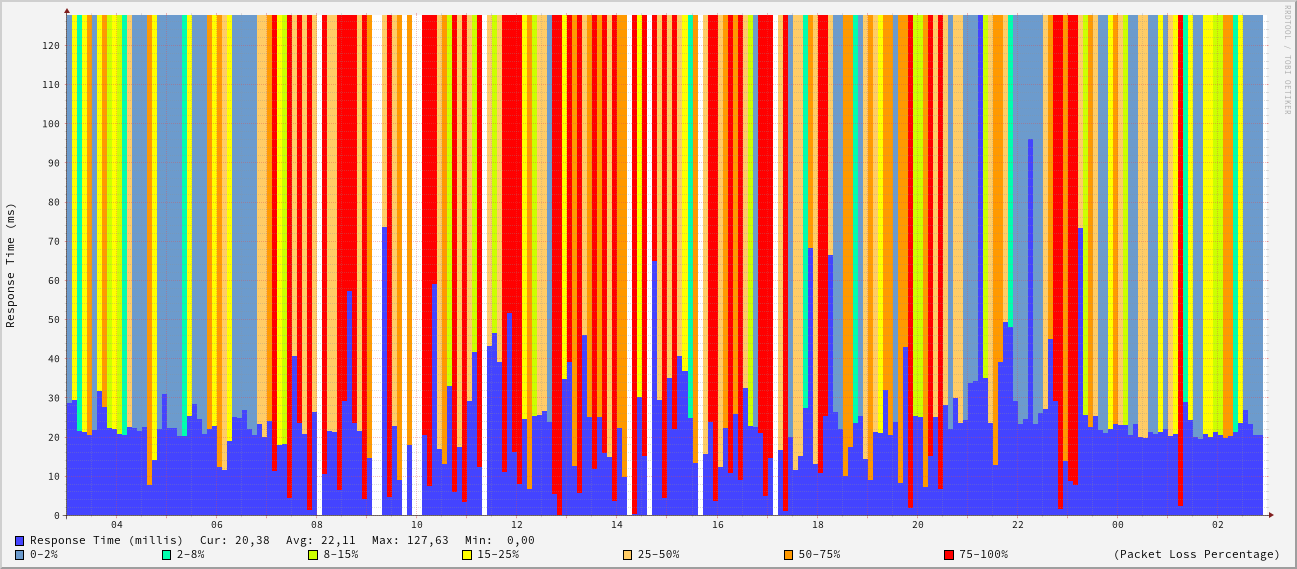 RRDTOOL / TOBI OETIKER
Response Time (ms)
120
110
100
90
80
70
60
50
40
30
20
10
0
04 06 08 10 12 14 16 18 20 22 00 02
Response Time (millis) Cur: 20,38 Avg: 22,11 Max: 127,63 Min: 0,00
0-2% 2-8% 8-15% 15-25% 25-50% 50-75% 75-100% (Packet Loss Percentage)